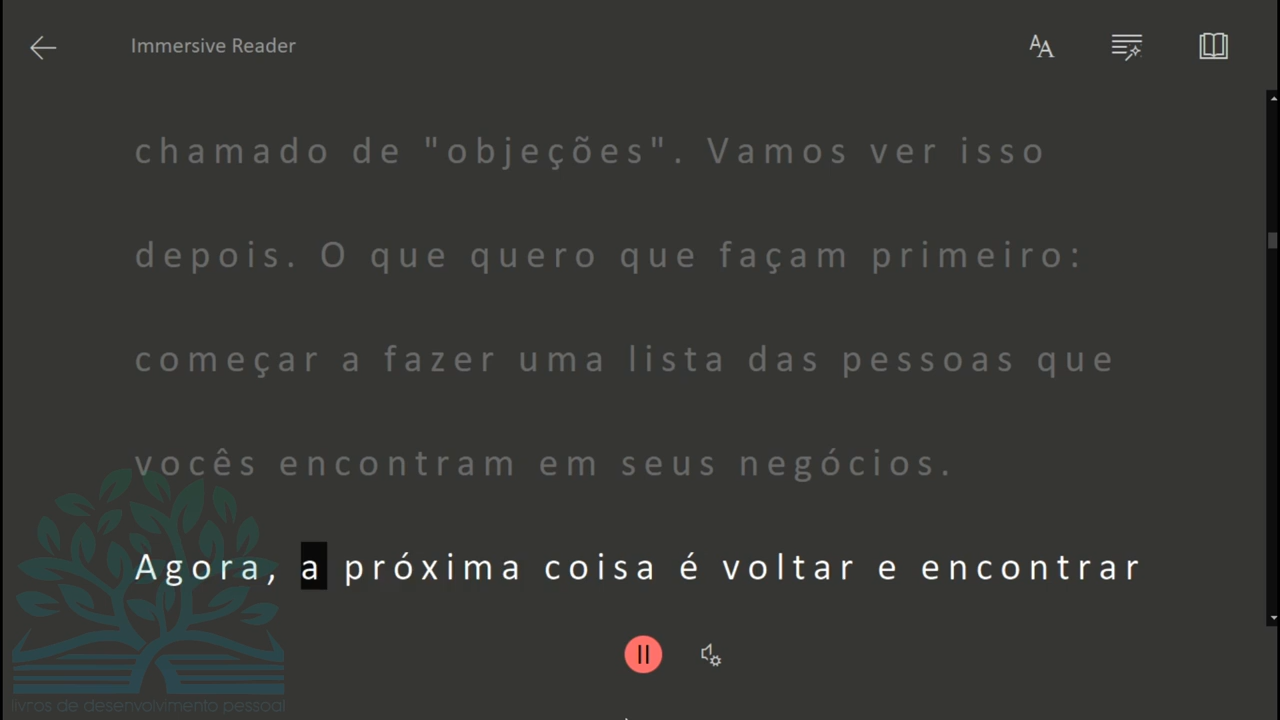 Immersive Reader
chamado de "objeções". Vamos ver isso
depois. O que quero que façam primeiro:
começar a fazer uma lista das pessoas que
vocês encontram em seus negócios.
Agora, a próxima coisa é voltar e encontrar
livros de desenvolvimento pessoal